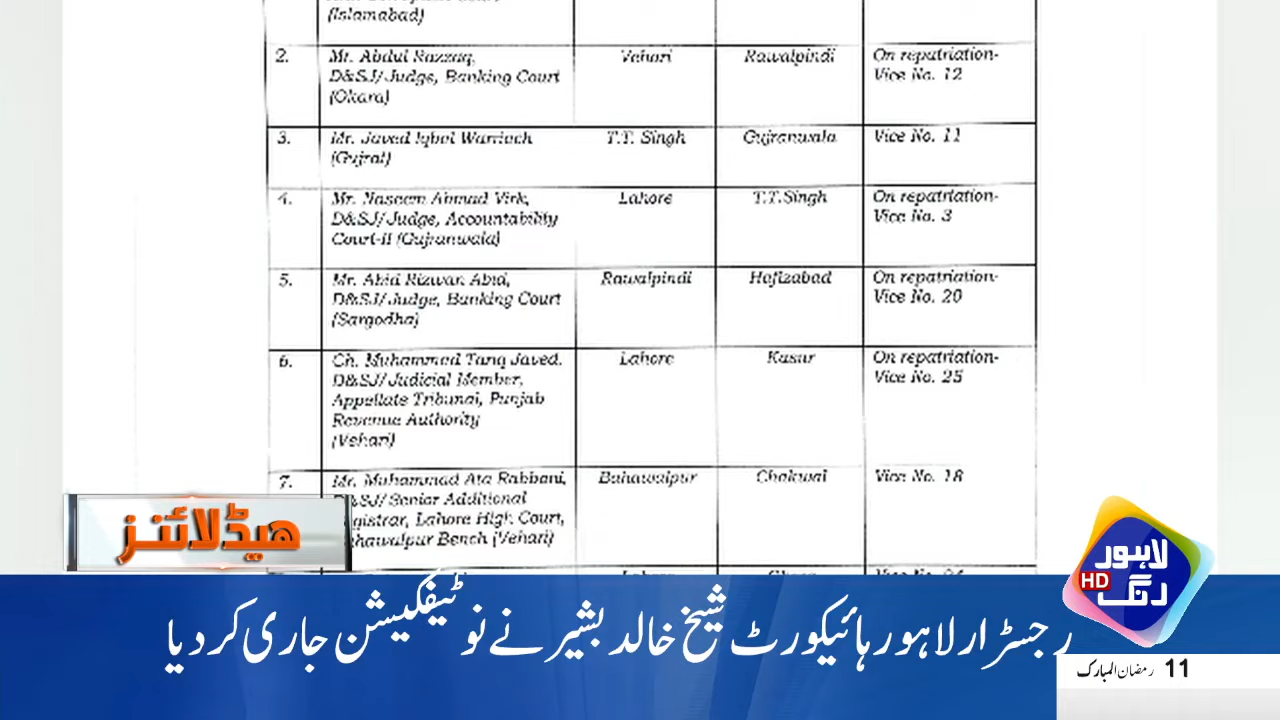 (Islamabad)
2. Mr. Abdul Razzaq, Vehari Rawalpindi On repatriation-
D&SJ/Judge, Banking Court Vice No. 12
(Okara)
3. Mr. Javed Iqbal Warriach T.T. Singh Gujranwala Vice No. 11
(Gujrat)
4. Mr. Naseem Ahmad Virk, Lahore T.T.Singh On repatriation-
D&SJ/Judge, Accountability Vice No. 3
Court-II (Gujranwala)
5. Mr. Abid Rizwan Abid, Rawalpindi Hafizabad On repatriation-
D&SJ/Judge, Banking Court Vice No. 20
(Sargodha)
6. Ch. Muhammad Tariq Javed, Lahore Kasur On repatriation-
D&SJ/Judicial Member, Vice No. 25
Appellate Tribunal, Punjab
Revenue Authority
(Vehari)
7. Mr. Muhammad Ata Rabbani, Bahawalpur Chakwal Vice No. 18
D&SJ/Senior Additional
Registrar, Lahore High Court,
Bahawalpur Bench (Vehari)
ہیڈلائنز
لاہور
رنگ HD
رجسٹرار لاہور ہائیکورٹ شیخ خالد بشیر نے نوٹیفکیشن جاری کردیا
11 رمضان المبارک